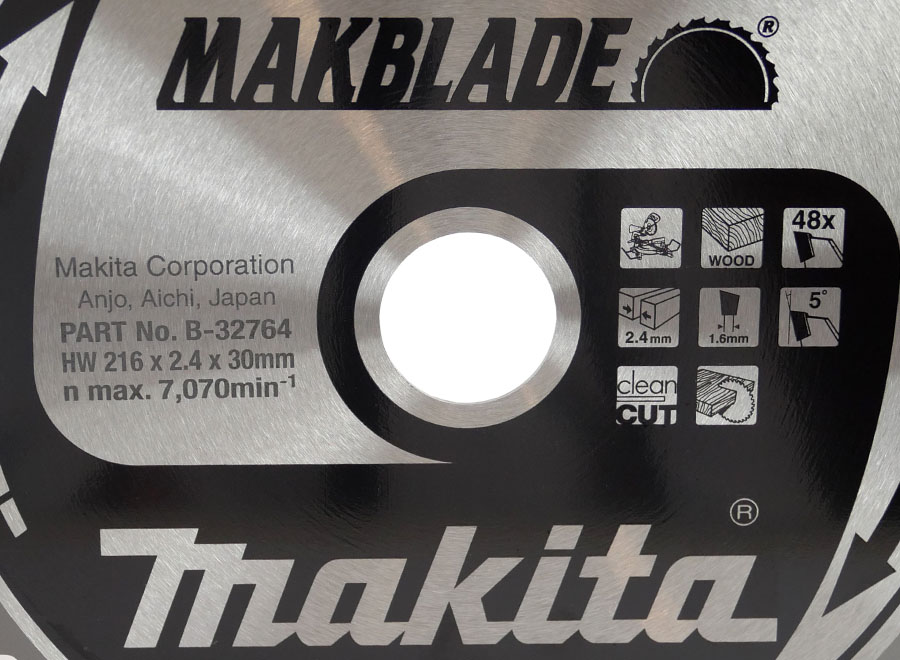 MAKBLADE®
Makita Corporation
Anjo, Aichi, Japan
PART No. B-32764
HW 216 x 2.4 x 30mm
n max. 7,070min⁻¹
WOOD
48x
2.4mm
1.6mm
5°
clean
CUT
makita®